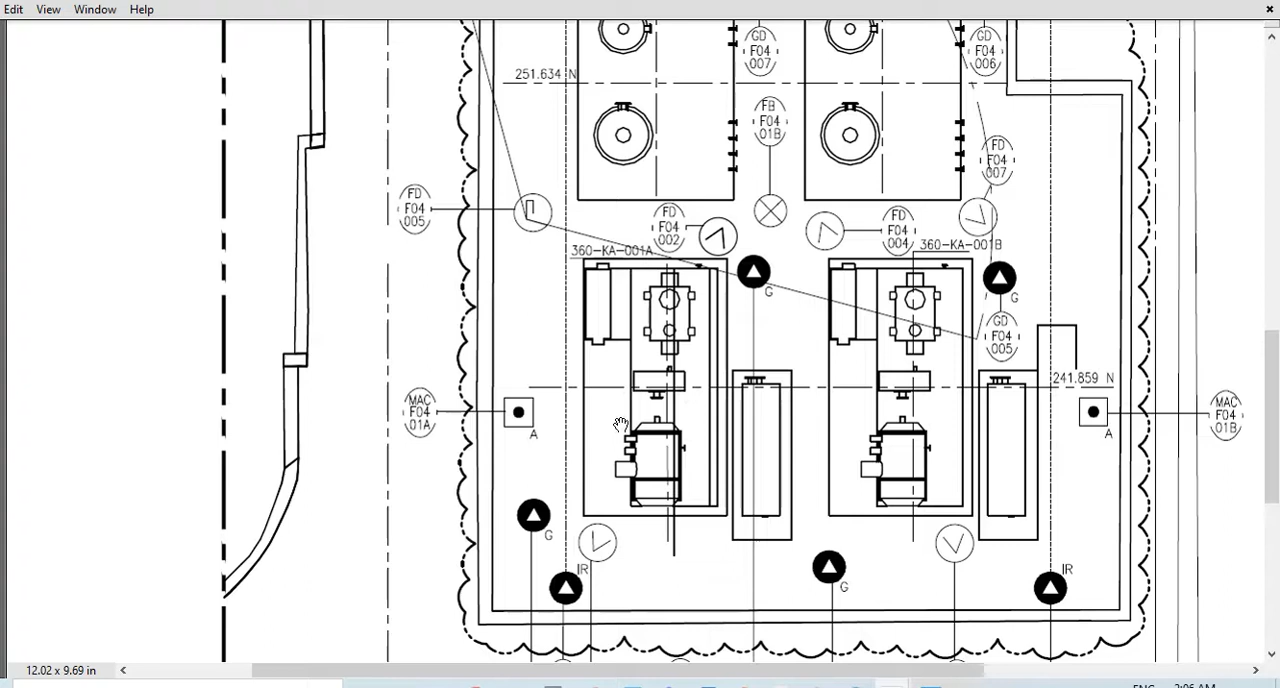 Edit View Window Help
GD
F04
007
GD
F04
006
251.634 N
FB
F04
01B
FD
F04
007
FD
F04
005
FD
F04
002
FD
F04
004
360-KA-001A
360-KA-001B
G
G
GD
F04
005
241.859 N
MAC
F04
01A
A
MAC
F04
01B
A
G
IR
G
IR
12.02 x 9.69 in